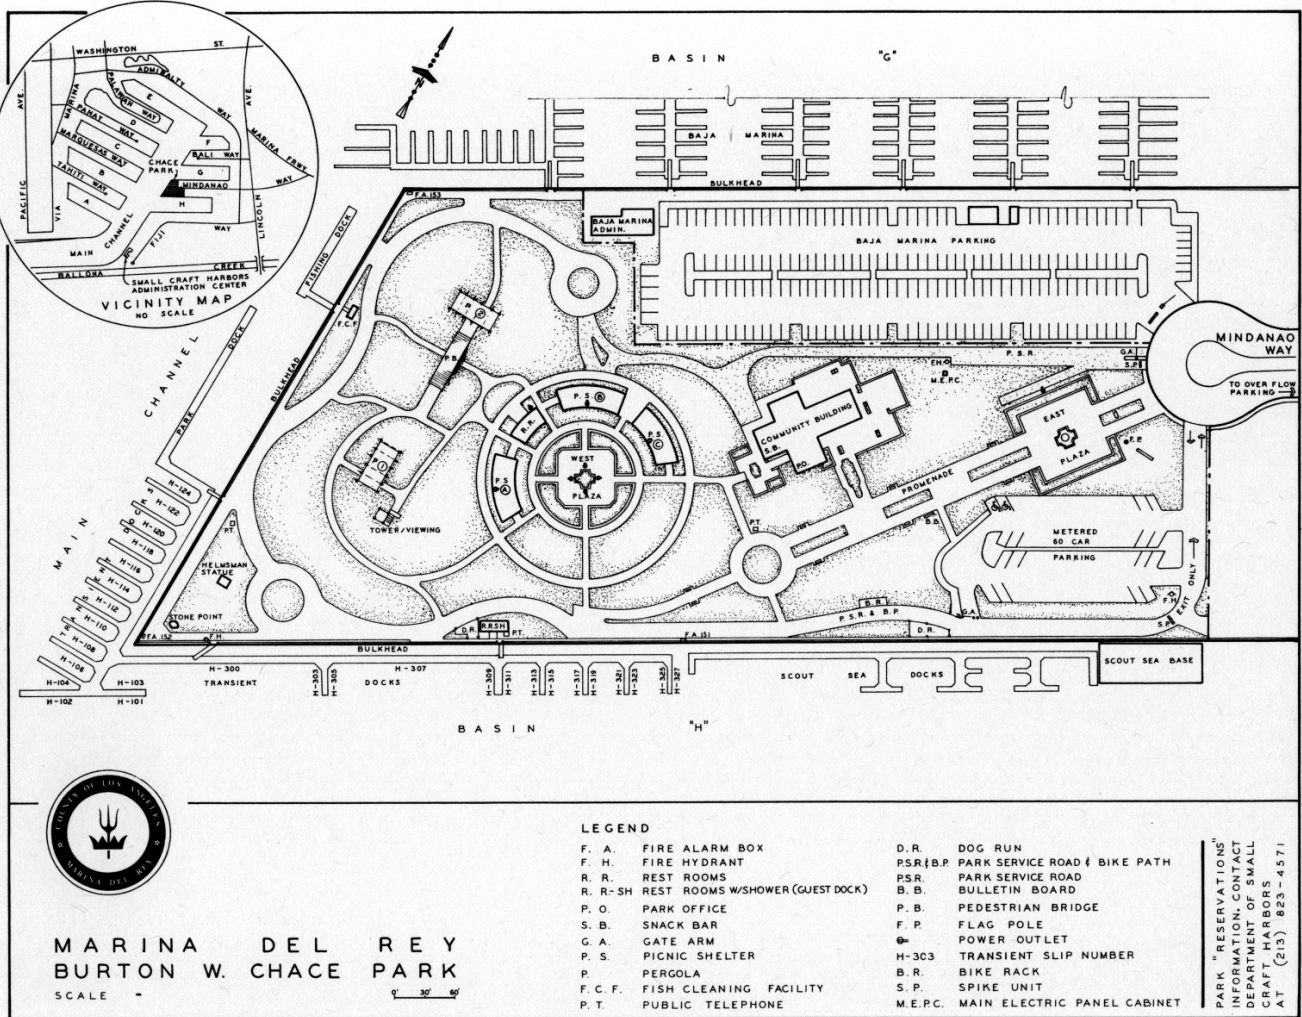 WASHINGTON ST.
ADMIRALTY
WAY
PALAWAN WAY
PANAY WAY
MARQUESAS WAY
TAHITI WAY
BALI WAY
MINDANAO
WAY
FIJI
WAY
PACIFIC
AVE.
VIA
MARINA
LINCOLN
AVE.
MARINA FRWY
CHACE
PARK
A
B
C
D
E
F
G
H
MAIN
CHANNEL
BALLONA
CREEK
SMALL CRAFT HARBORS
ADMINISTRATION CENTER
VICINITY MAP
NO SCALE
N
BASIN "G"
BAJA MARINA
BULKHEAD
F.A. 153
BAJA MARINA
ADMIN.
BAJA MARINA PARKING
MINDANAO
WAY
TO OVER FLOW
PARKING
G.A.
S.P.
P. S. R.
F.H.
M.E.P.C.
FISHING DOCK
F.C.F.
BULKHEAD
PARK
DOCK
MAIN CHANNEL
P. 2
P.B.
P. 1
TOWER/VIEWING
R.R.
P. S. A
P. S. B
P. S. C
WEST
PLAZA
COMMUNITY BUILDING
S.B.
P.O.
PROMENADE
B.B.
EAST
PLAZA
F.P.
P.T.
METERED
60 CAR
PARKING
EXIT ONLY
F.H.
S.P.
G.A.
B.R.
P. S.R. & B.P.
D.R.
P.T.
HELMSMAN
STATUE
STONE POINT
F.A. 152
F.H.
D.R.
R.R.SH
P.T.
F.A. 151
BULKHEAD
H-124
H-122
H-120
H-118
H-116
H-114
H-112
H-110
H-108
H-106
H-104
H-103
H-102
H-101
H-300
H-303
H-305
H-307
H-309
H-311
H-313
H-315
H-317
H-319
H-321
H-323
H-325
H-327
TRANSIENT DOCKS
SCOUT SEA DOCKS
SCOUT SEA BASE
BASIN "H"
COUNTY OF LOS ANGELES
MARINA DEL REY
MARINA DEL REY
BURTON W. CHACE PARK
SCALE -
0' 30' 60'
LEGEND
F. A. FIRE ALARM BOX
F. H. FIRE HYDRANT
R. R. REST ROOMS
R. R-SH REST ROOMS W/SHOWER (GUEST DOCK)
P. O. PARK OFFICE
S. B. SNACK BAR
G. A. GATE ARM
P. S. PICNIC SHELTER
P. PERGOLA
F. C. F. FISH CLEANING FACILITY
P. T. PUBLIC TELEPHONE
D. R. DOG RUN
P.S.R.& B.P. PARK SERVICE ROAD & BIKE PATH
P.S.R. PARK SERVICE ROAD
B. B. BULLETIN BOARD
P. B. PEDESTRIAN BRIDGE
F. P. FLAG POLE
POWER OUTLET
H-303 TRANSIENT SLIP NUMBER
B. R. BIKE RACK
S. P. SPIKE UNIT
M.E.P.C. MAIN ELECTRIC PANEL CABINET
PARK "RESERVATIONS"
INFORMATION, CONTACT
DEPARTMENT OF SMALL
CRAFT HARBORS
AT (213) 823-4571